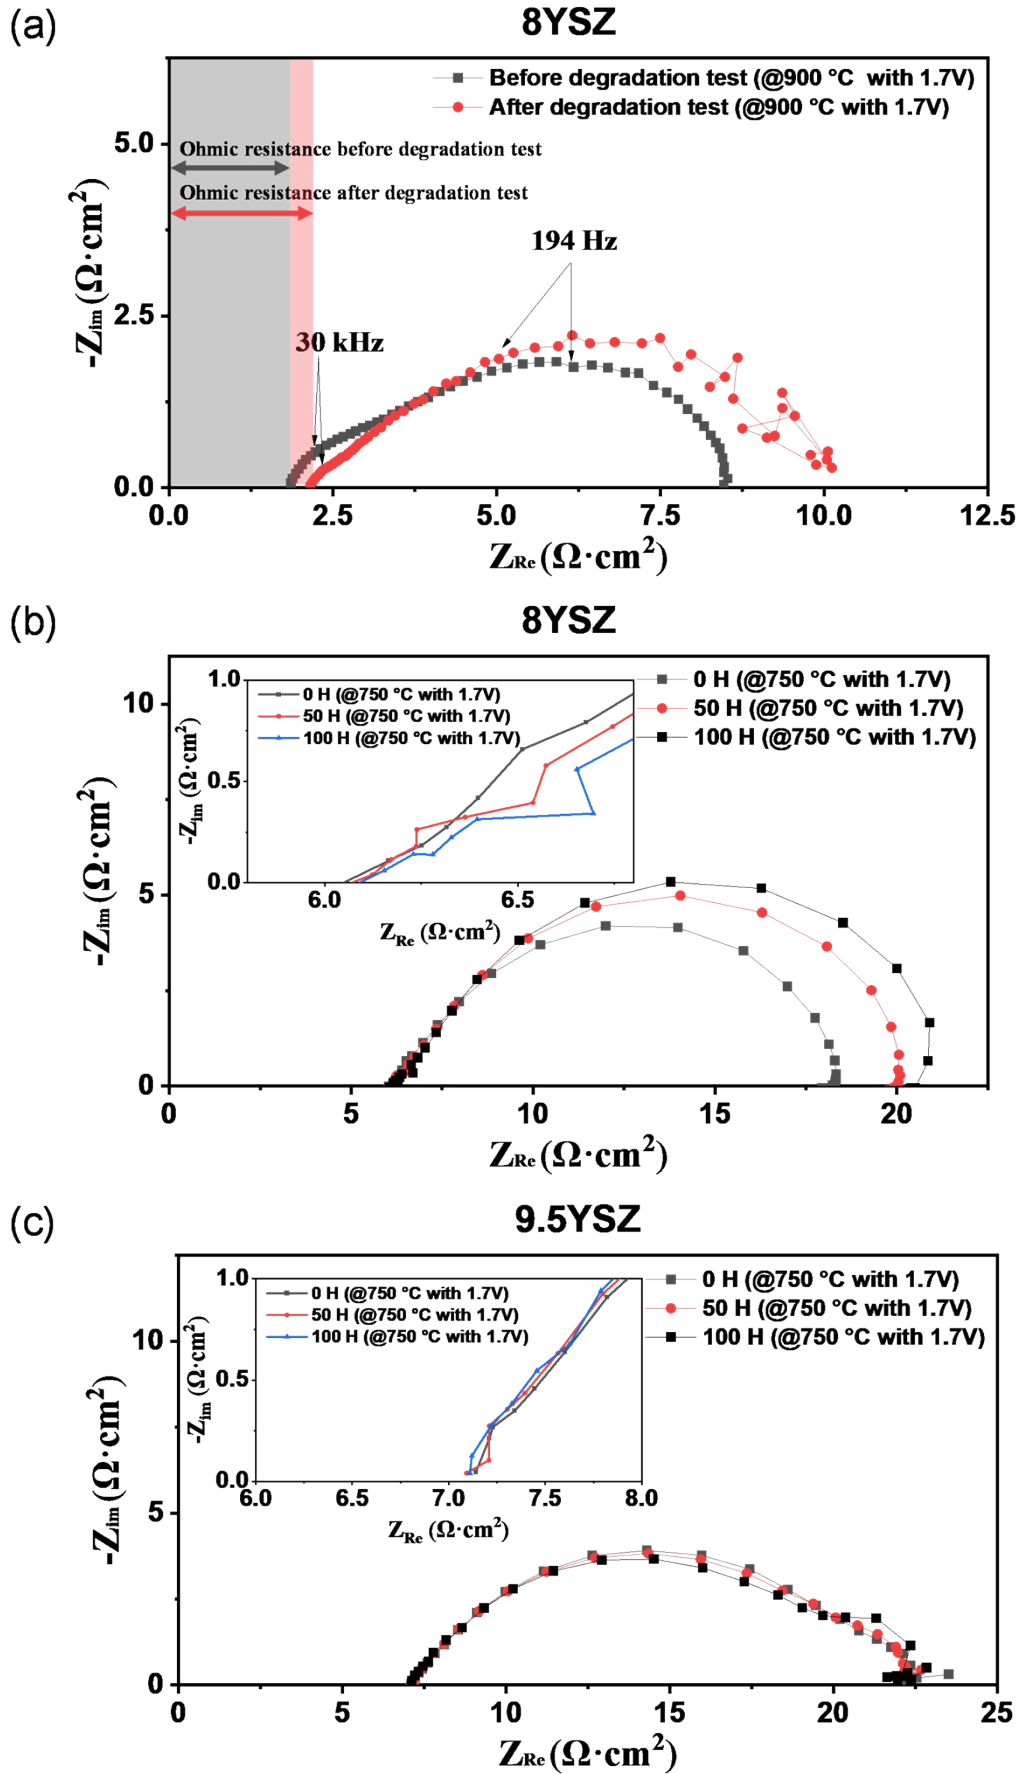 (a)
8YSZ
Before degradation test (@900 °C with 1.7V)
After degradation test (@900 °C with 1.7V)
Ohmic resistance before degradation test
Ohmic resistance after degradation test
194 Hz
30 kHz
5.0
2.5
0.0
-Zim (Ω·cm²)
0.0 2.5 5.0 7.5 10.0 12.5
ZRe (Ω·cm²)
(b)
8YSZ
0 H (@750 °C with 1.7V)
50 H (@750 °C with 1.7V)
100 H (@750 °C with 1.7V)
1.0
0.5
0.0
-Zim (Ω·cm²)
0 H (@750 °C with 1.7V)
50 H (@750 °C with 1.7V)
100 H (@750 °C with 1.7V)
6.0 6.5
ZRe (Ω·cm²)
10
5
0
-Zim (Ω·cm²)
0 5 10 15 20
ZRe (Ω·cm²)
(c)
9.5YSZ
0 H (@750 °C with 1.7V)
50 H (@750 °C with 1.7V)
100 H (@750 °C with 1.7V)
1.0
0.5
0.0
-Zim (Ω·cm²)
0 H (@750 °C with 1.7V)
50 H (@750 °C with 1.7V)
100 H (@750 °C with 1.7V)
6.0 6.5 7.0 7.5 8.0
ZRe (Ω·cm²)
10
5
0
-Zim (Ω·cm²)
0 5 10 15 20 25
ZRe (Ω·cm²)